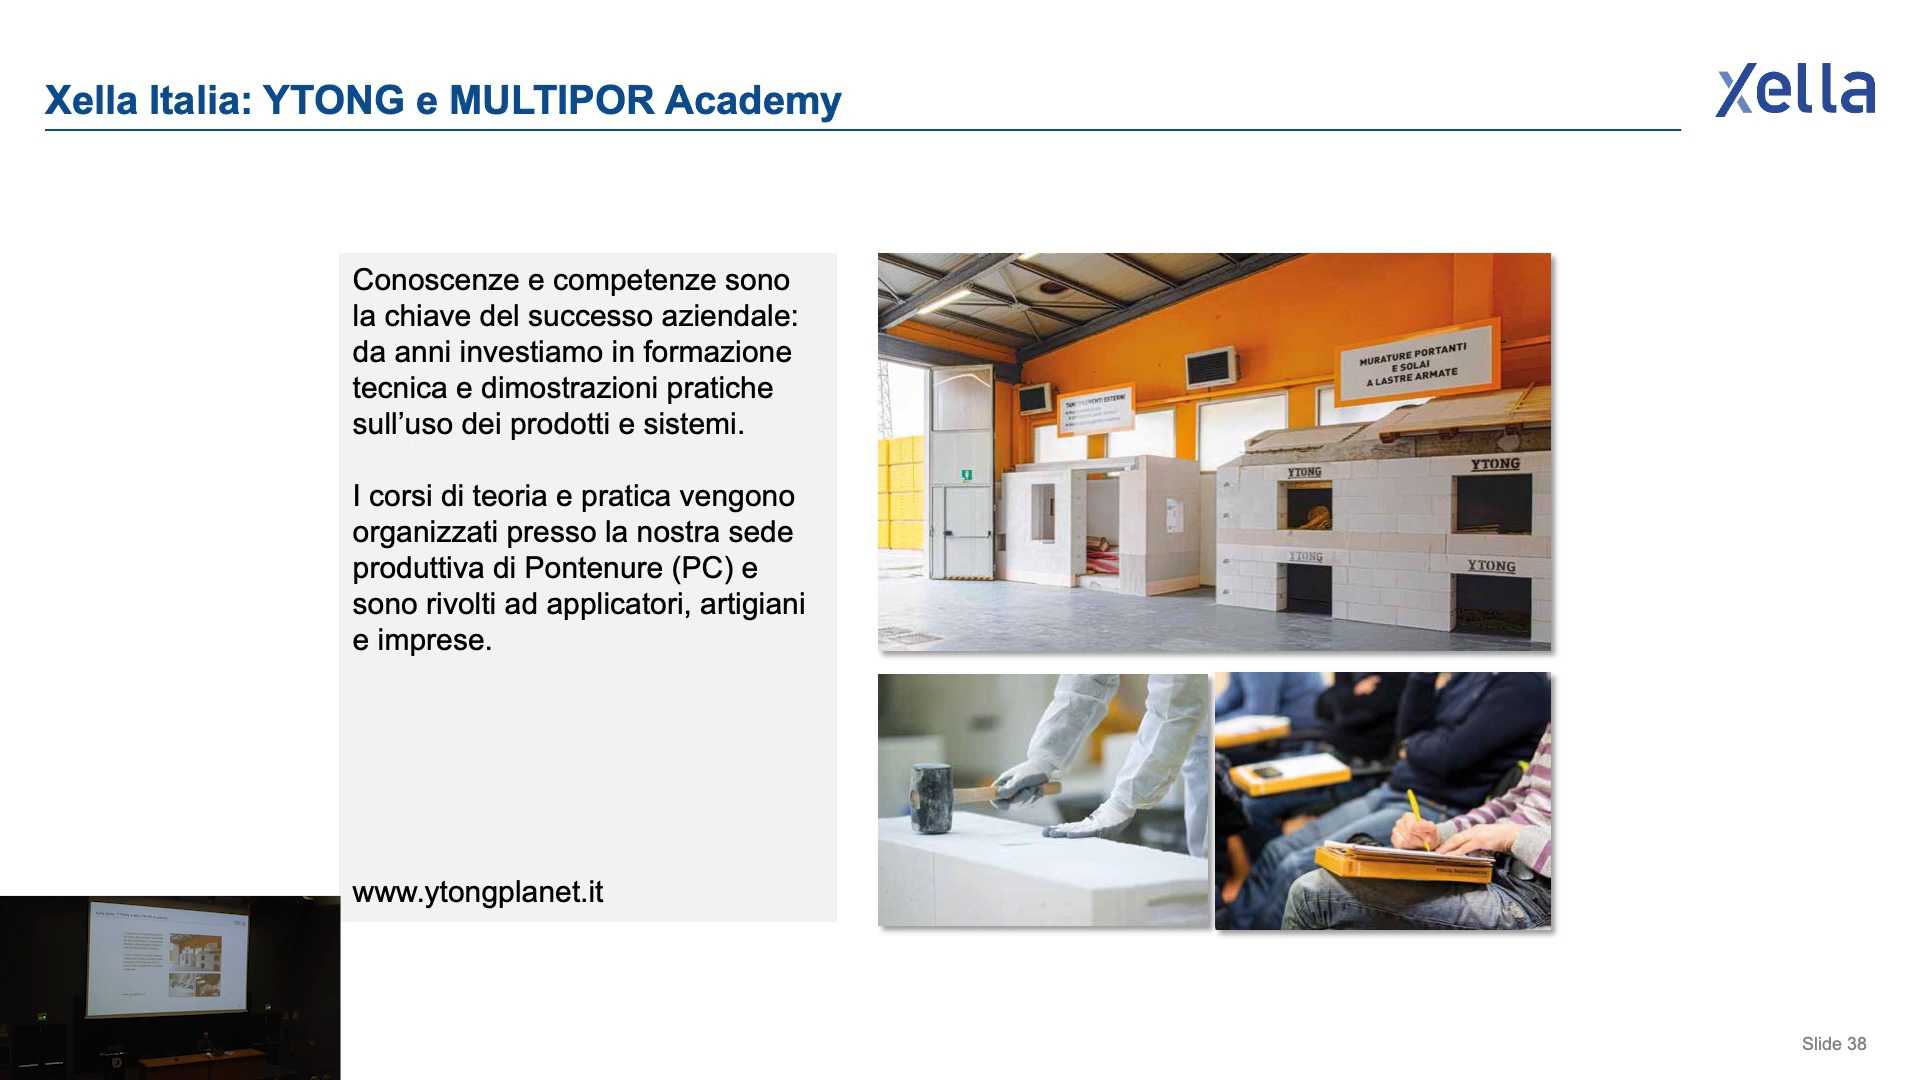 Xella Italia: YTONG e MULTIPOR Academy
xella
Conoscenze e competenze sono
la chiave del successo aziendale:
da anni investiamo in formazione
tecnica e dimostrazioni pratiche
sull’uso dei prodotti e sistemi.
I corsi di teoria e pratica vengono
organizzati presso la nostra sede
produttiva di Pontenure (PC) e
sono rivolti ad applicatori, artigiani
e imprese.
www.ytongplanet.it
MURATURE PORTANTI
E SOLAI
A LASTRE ARMATE
YTONG
YTONG
YTONG
YTONG
Slide 38